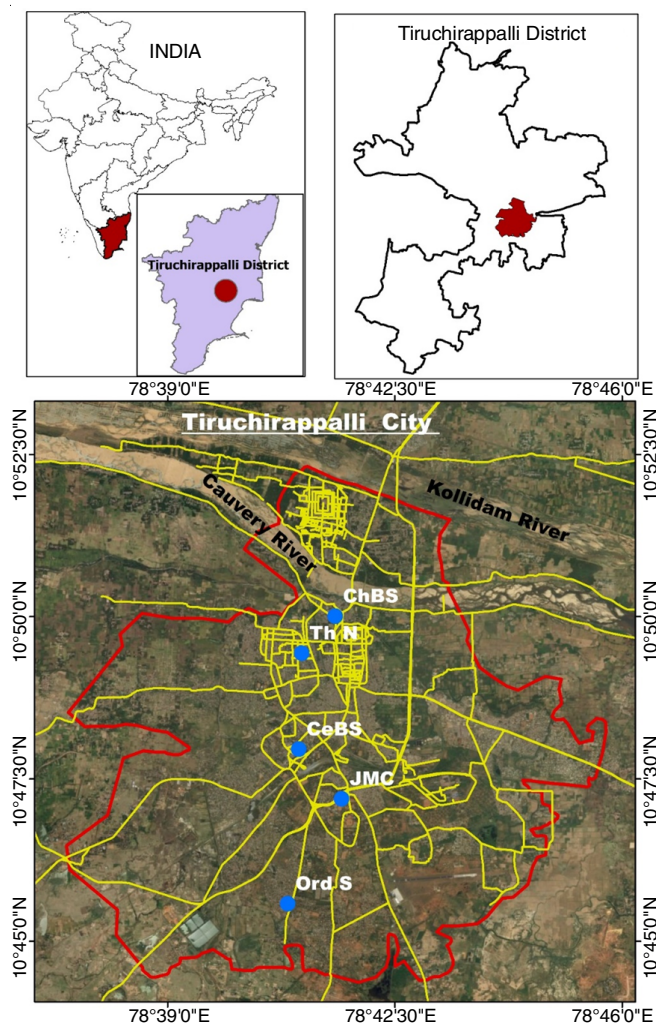 INDIA
Tiruchirappalli District
Tiruchirappalli District
78°39'0"E 78°42'30"E 78°46'0"E
Tiruchirappalli City
10°52'30"N 10°52'30"N
Cauvery River
Kollidam River
ChBS
10°50'0"N 10°50'0"N
Th N
CeBS
10°47'30"N 10°47'30"N
JMC
Ord S
10°45'0"N 10°45'0"N
78°39'0"E 78°42'30"E 78°46'0"E